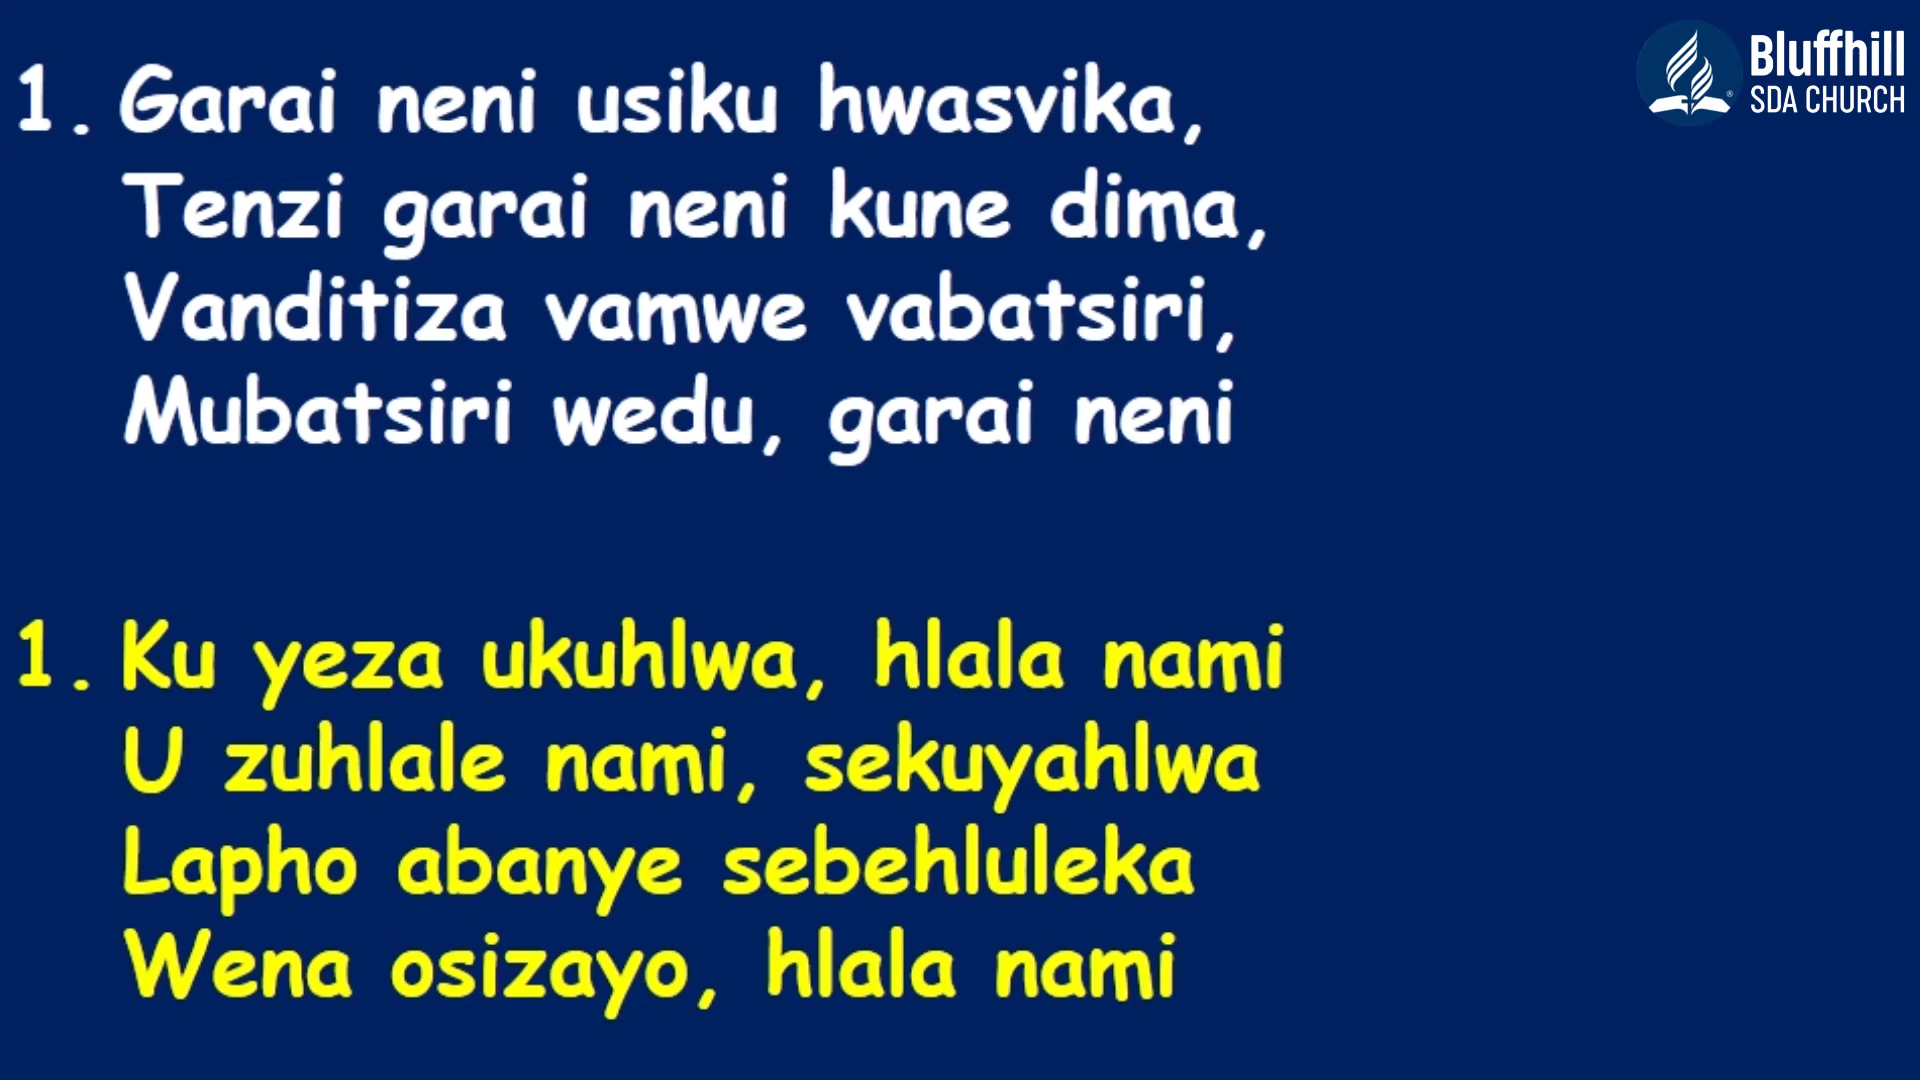 Bluffhill
SDA CHURCH
1. Garai neni usiku hwasvika,
Tenzi garai neni kune dima,
Vanditiza vamwe vabatsiri,
Mubatsiri wedu, garai neni
1. Ku yeza ukuhlwa, hlala nami
U zuhlale nami, sekuyahlwa
Lapho abanye sebehluleka
Wena osizayo, hlala nami